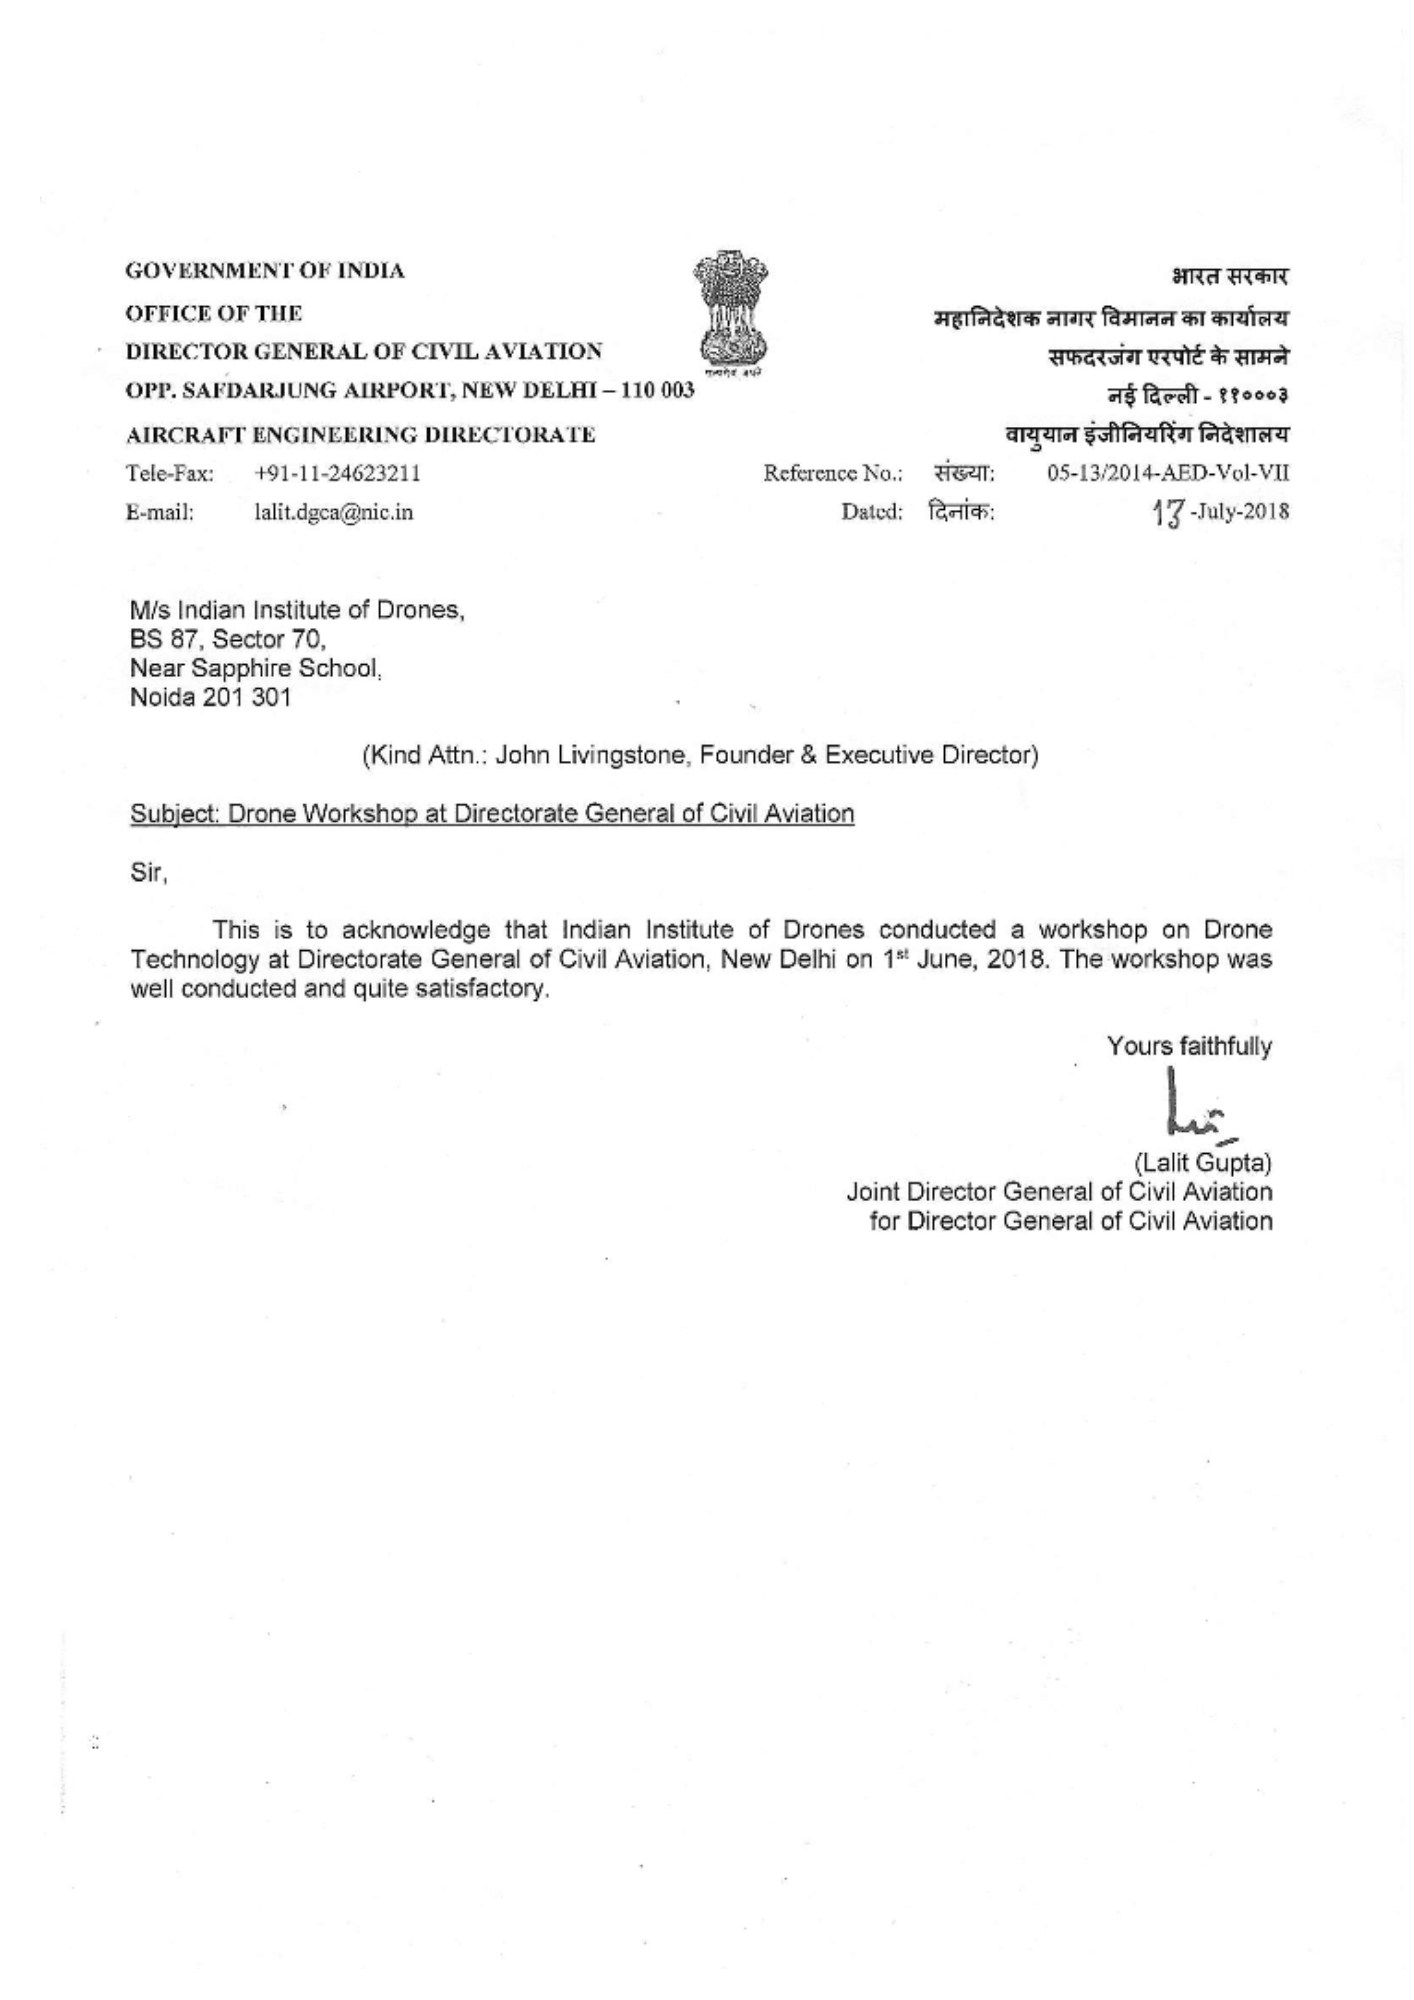 GOVERNMENT OF INDIA
OFFICE OF THE
DIRECTOR GENERAL OF CIVIL AVIATION
OPP. SAFDARJUNG AIRPORT, NEW DELHI – 110 003
AIRCRAFT ENGINEERING DIRECTORATE
Tele-Fax: +91-11-24623211
E-mail: lalit.dgca@nic.in
भारत सरकार
महानिदेशक नागर विमानन का कार्यालय
सफदरजंग एरपोर्ट के सामने
नई दिल्ली - ११०००३
वायुयान इंजीनियरिंग निदेशालय
Reference No.: संख्या: 05-13/2014-AED-Vol-VII
Dated: दिनांक: 17-July-2018
M/s Indian Institute of Drones,
BS 87, Sector 70,
Near Sapphire School,
Noida 201 301
(Kind Attn.: John Livingstone, Founder & Executive Director)
Subject: Drone Workshop at Directorate General of Civil Aviation
Sir,
This is to acknowledge that Indian Institute of Drones conducted a workshop on Drone
Technology at Directorate General of Civil Aviation, New Delhi on 1st June, 2018. The workshop was
well conducted and quite satisfactory.
Yours faithfully
(Lalit Gupta)
Joint Director General of Civil Aviation
for Director General of Civil Aviation